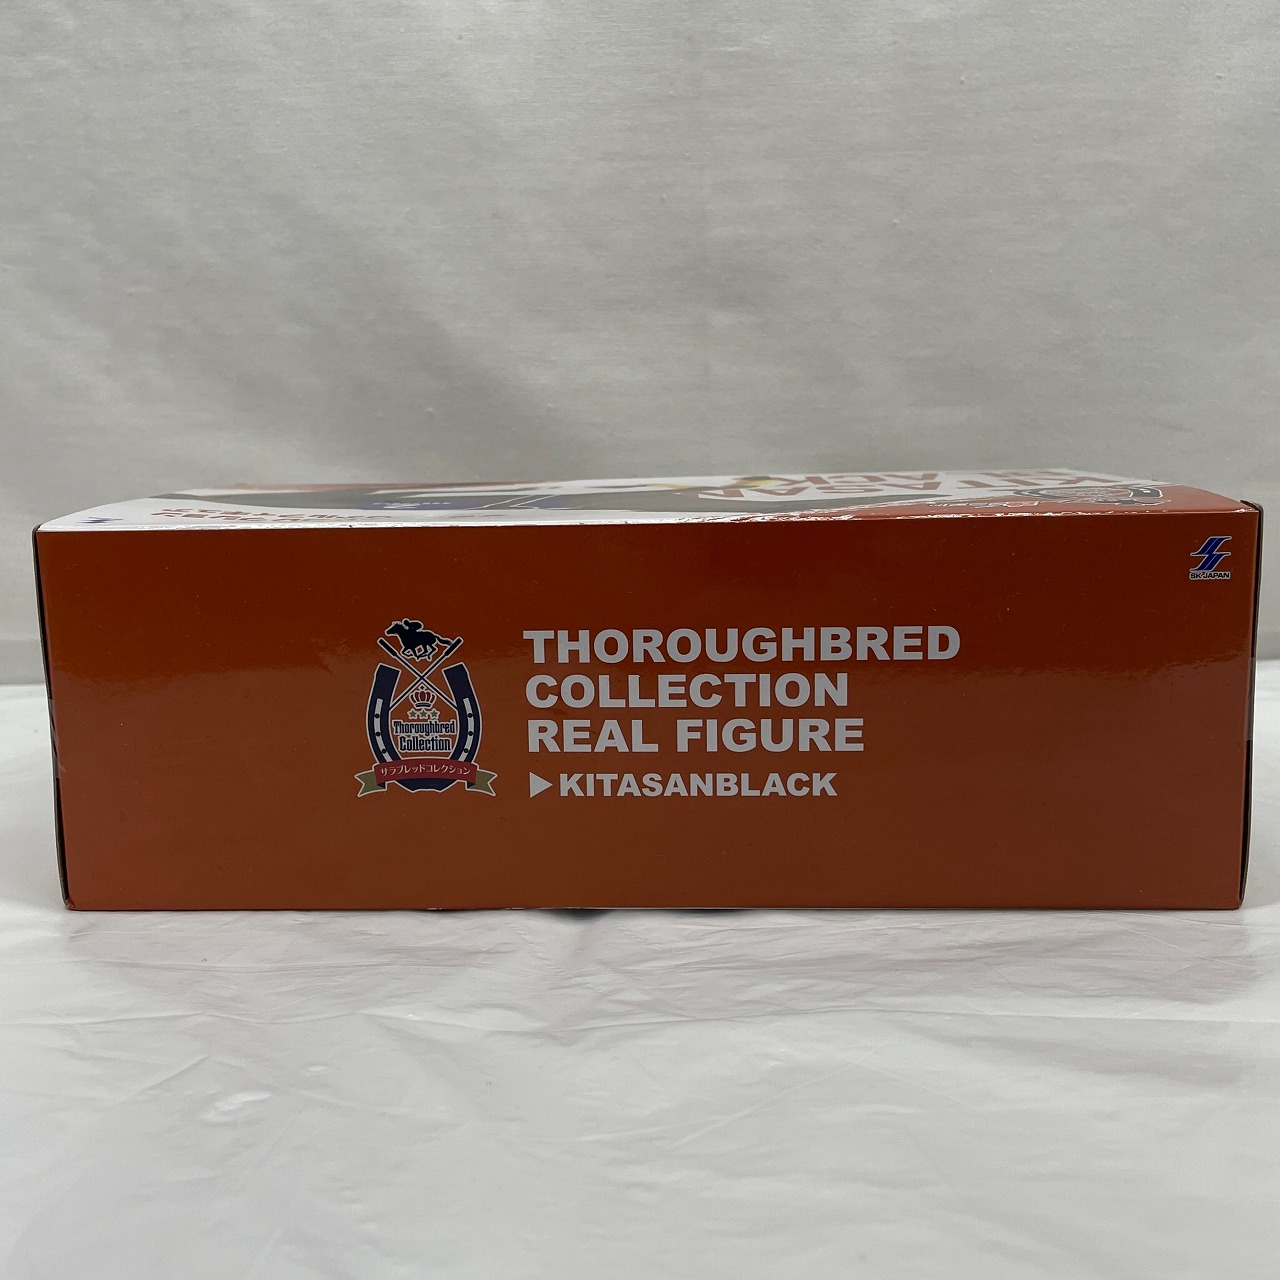 SK-JAPAN
Thoroughbred
Collection
サラブレッドコレクション
THOROUGHBRED
COLLECTION
REAL FIGURE
▶KITASANBLACK